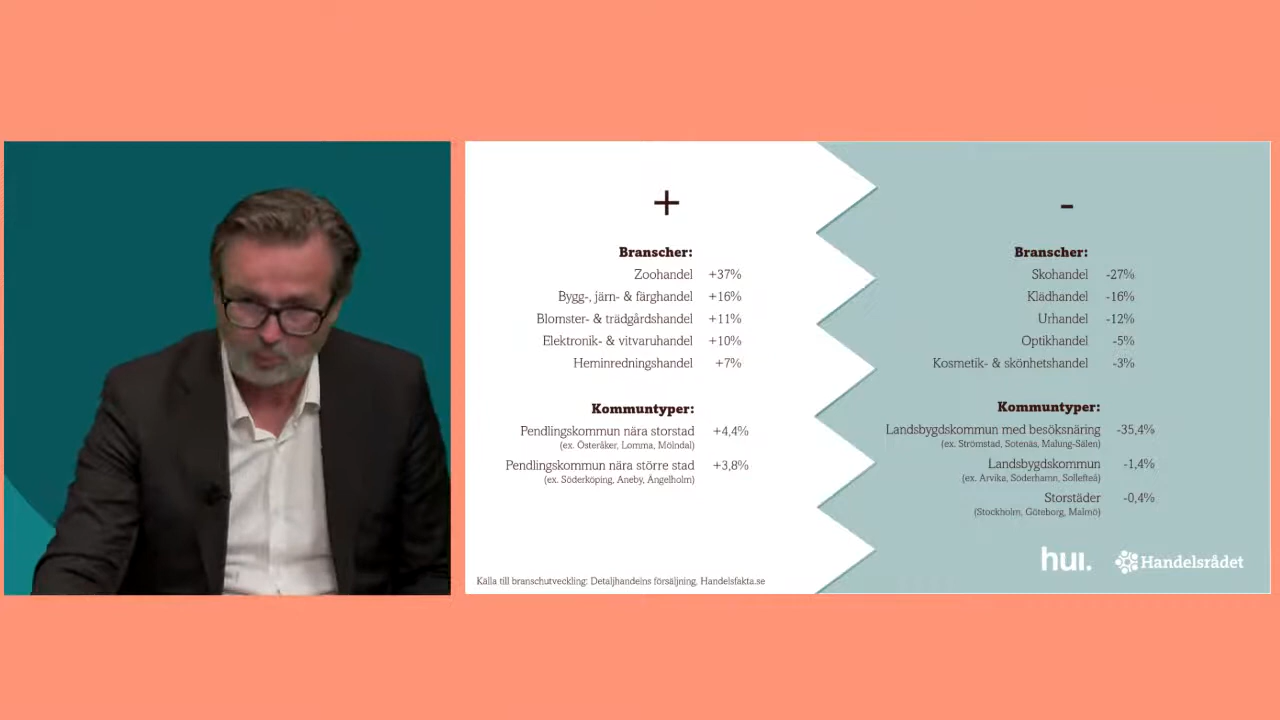 +
Branscher:
Zoohandel +37%
Bygg-, järn- & färghandel +16%
Blomster- & trädgårdshandel +11%
Elektronik- & vitvaruhandel +10%
Heminredningshandel +7%
Kommuntyper:
Pendlingskommun nära storstad +4,4%
(ex. Österåker, Lomma, Mölndal)
Pendlingskommun nära större stad +3,8%
(ex. Söderköping, Aneby, Ängelholm)
Källa till branschutveckling: Detaljhandelns försäljning, Handelsfakta.se
-
Branscher:
Skohandel -27%
Klädhandel -16%
Urhandel -12%
Optikhandel -5%
Kosmetik- & skönhetshandel -3%
Kommuntyper:
Landsbygdskommun med besöksnäring -35,4%
(ex. Strömstad, Sotenäs, Malung-Sälen)
Landsbygdskommun -1,4%
(ex. Arvika, Söderhamn, Sollefteå)
Storstäder -0,4%
(Stockholm, Göteborg, Malmö)
hui. Handelsrådet